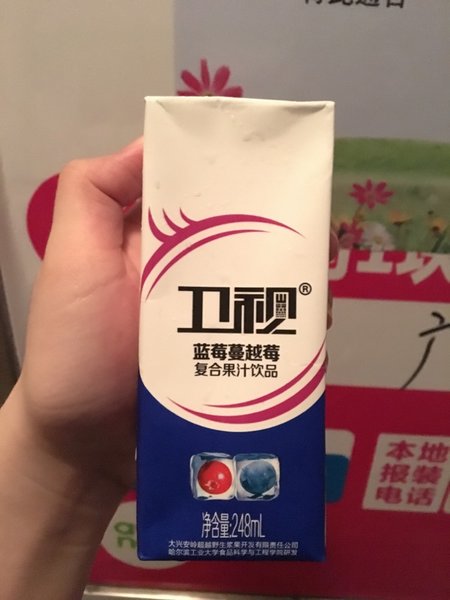 卫视®
蓝莓蔓越莓
复合果汁饮品
净含量:248mL
大兴安岭超越野生浆果开发有限责任公司
哈尔滨工业大学食品科学与工程学院研发
本地
报装
电话